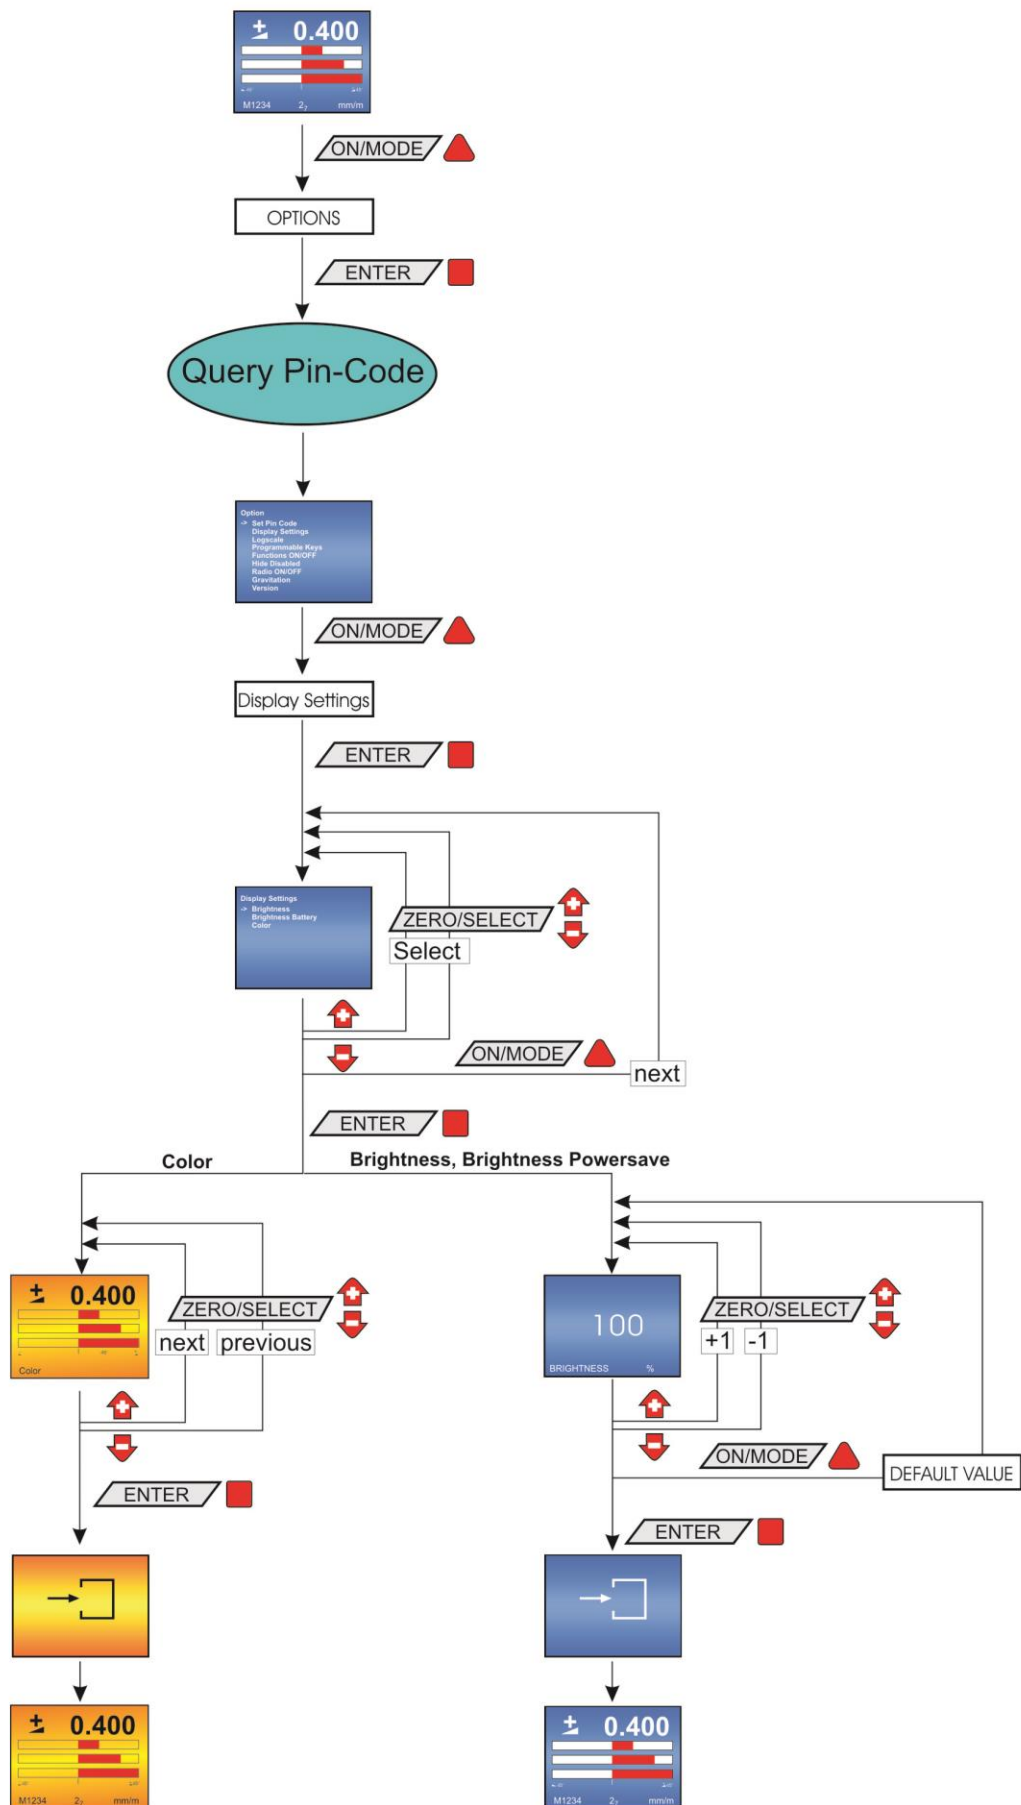 ± 0.400
M1234 2₇ mm/m
ON/MODE
OPTIONS
ENTER
Query Pin-Code
Option
-> Set Pin Code
Display Settings
Logscale
Programmable Keys
Functions ON/OFF
Hide Disabled
Radio ON/OFF
Gravitation
Version
ON/MODE
Display Settings
ENTER
Display Settings
-> Brightness
Brightness Battery
Color
ZERO/SELECT
Select
ON/MODE
next
ENTER
Color
Brightness, Brightness Powersave
± 0.400
Color
ZERO/SELECT
next previous
ENTER
100
BRIGHTNESS %
ZERO/SELECT
+1 -1
ON/MODE
DEFAULT VALUE
ENTER
± 0.400
M1234 2₇ mm/m
± 0.400
M1234 2₇ mm/m